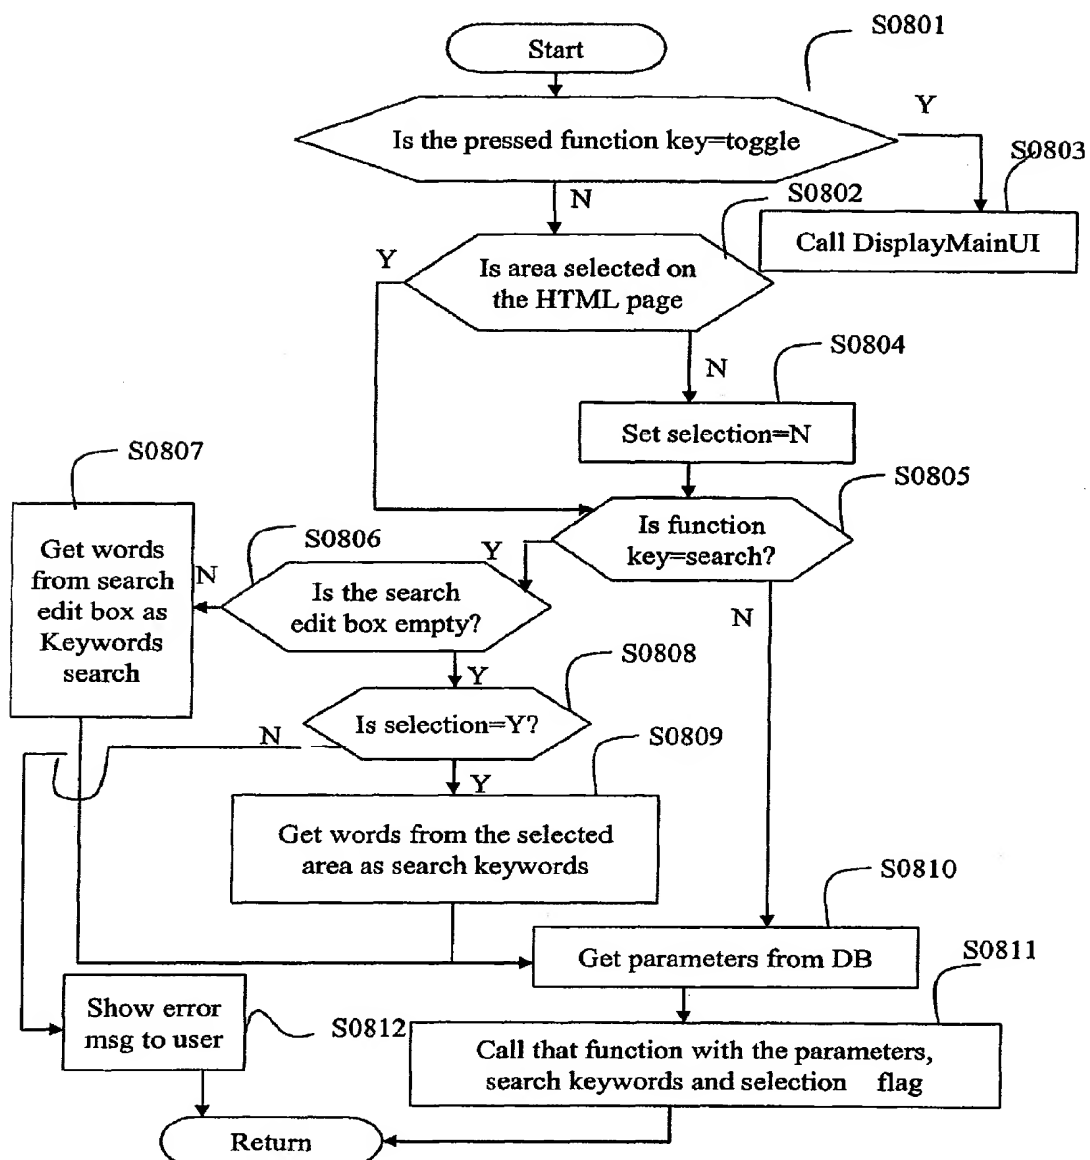 S0801
Start
Y
Is the pressed function key=toggle
S0803
N
S0802
Call DisplayMainUI
Y
Is area selected on
the HTML page
S0804
N
Set selection=N
S0807
S0805
Is function
key=search?
Get words
from search
edit box as
Keywords
search
S0806
Y
N
Is the search
edit box empty?
N
S0808
Y
Is selection=Y?
N
S0809
Y
Get words from the selected
area as search keywords
S0810
Get parameters from DB
S0811
Show error
msg to user
S0812
Call that function with the parameters,
search keywords and selection flag
Return